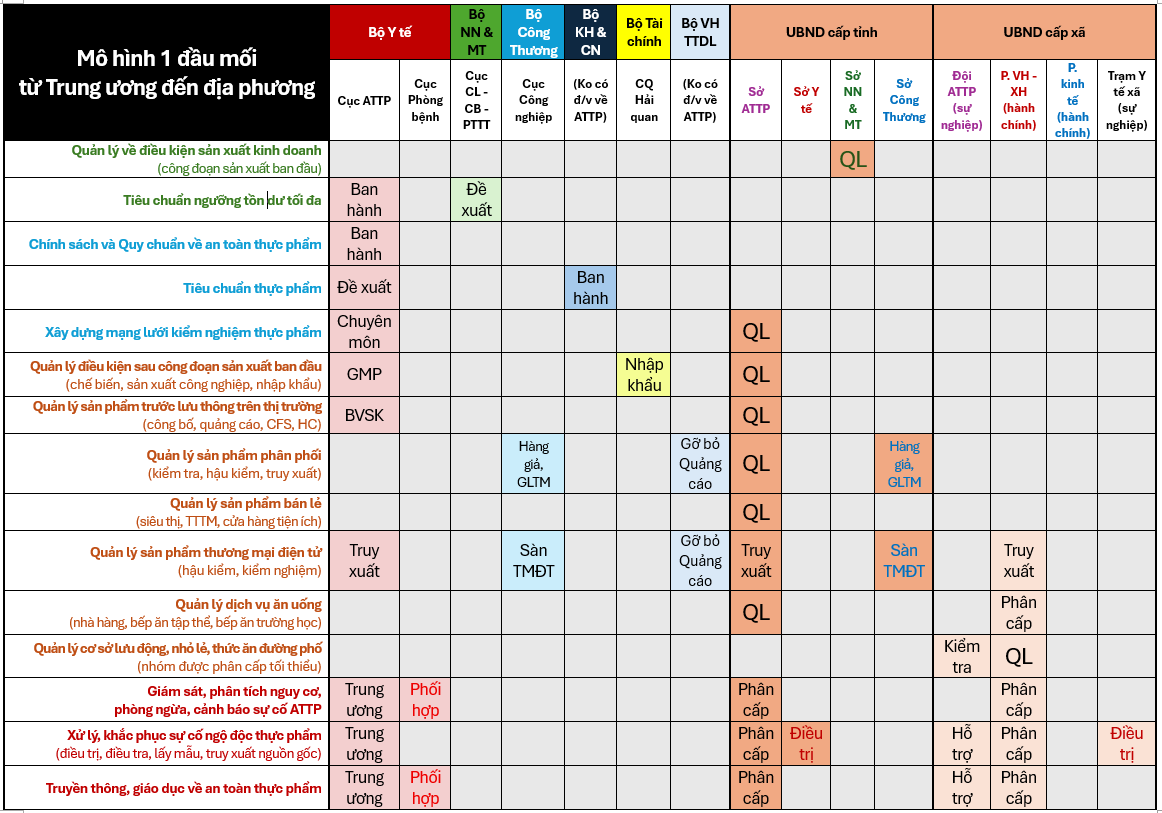 Mô hình 1 đầu mối
từ Trung ương đến địa phương
Bộ Y tế
Bộ
NN &
MT
Bộ
Công
Thương
Bộ
KH &
CN
Bộ Tài
chính
Bộ VH
TTDL
UBND cấp tỉnh
UBND cấp xã
Cục ATTP
Cục
Phòng
bệnh
Cục
CL -
CB -
PTTT
Cục
Công
nghiệp
(Ko có
đ/v về
ATTP)
CQ
Hải
quan
(Ko có
đ/v về
ATTP)
Sở
ATTP
Sở Y
tế
Sở
NN
&
MT
Sở
Công
Thương
Đội
ATTP
(sự
nghiệp)
P. VH -
XH
(hành
chính)
P.
kinh
tế
(hành
chính)
Trạm Y
tế xã
(sự
nghiệp)
Quản lý về điều kiện sản xuất kinh doanh
(công đoạn sản xuất ban đầu)
QL
Tiêu chuẩn ngưỡng tồn dư tối đa
Ban
hành
Đề
xuất
Chính sách và Quy chuẩn về an toàn thực phẩm
Ban
hành
Tiêu chuẩn thực phẩm
Đề xuất
Ban
hành
Xây dựng mạng lưới kiểm nghiệm thực phẩm
Chuyên
môn
QL
Quản lý điều kiện sau công đoạn sản xuất ban đầu
(chế biến, sản xuất công nghiệp, nhập khẩu)
GMP
Nhập
khẩu
QL
Quản lý sản phẩm trước lưu thông trên thị trường
(công bố, quảng cáo, CFS, HC)
BVSK
QL
Quản lý sản phẩm phân phối
(kiểm tra, hậu kiểm, truy xuất)
Hàng
giả,
GLTM
Gỡ bỏ
Quảng
cáo
QL
Hàng
giả,
GLTM
Quản lý sản phẩm bán lẻ
(siêu thị, TTTM, cửa hàng tiện ích)
QL
Quản lý sản phẩm thương mại điện tử
(hậu kiểm, kiểm nghiệm)
Truy
xuất
Sàn
TMĐT
Gỡ bỏ
Quảng
cáo
Truy
xuất
Sàn
TMĐT
Truy
xuất
Quản lý dịch vụ ăn uống
(nhà hàng, bếp ăn tập thể, bếp ăn trường học)
QL
Phân
cấp
Quản lý cơ sở lưu động, nhỏ lẻ, thức ăn đường phố
(nhóm được phân cấp tối thiểu)
Kiểm
tra
QL
Giám sát, phân tích nguy cơ,
phòng ngừa, cảnh báo sự cố ATTP
Trung
ương
Phối
hợp
Phân
cấp
Phân
cấp
Xử lý, khắc phục sự cố ngộ độc thực phẩm
(điều trị, điều tra, lấy mẫu, truy xuất nguồn gốc)
Trung
ương
Phân
cấp
Điều
trị
Hỗ
trợ
Phân
cấp
Điều
trị
Truyền thông, giáo dục về an toàn thực phẩm
Trung
ương
Phối
hợp
Phân
cấp
Hỗ
trợ
Phân
cấp